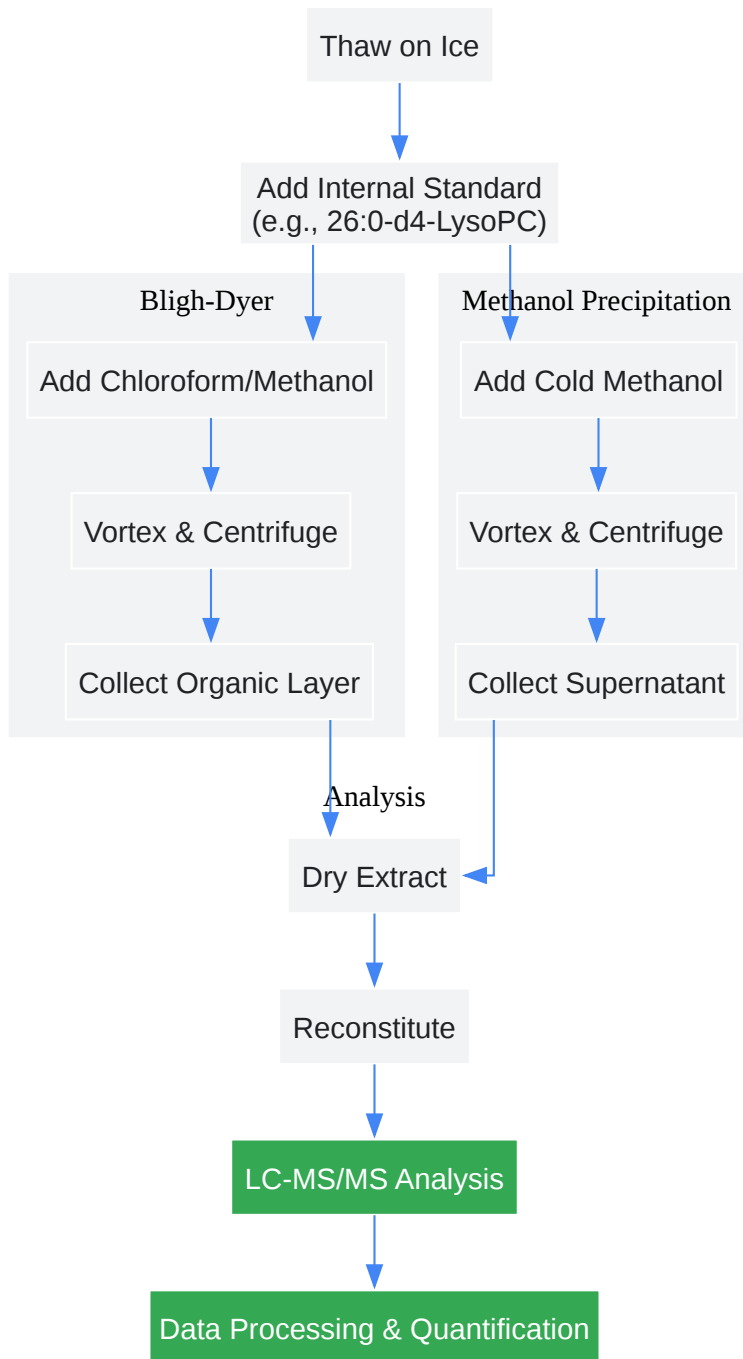 Thaw on Ice
Add Internal Standard
(e.g., 26:0-d4-LysoPC)
Bligh-Dyer
Add Chloroform/Methanol
Vortex & Centrifuge
Collect Organic Layer
Methanol Precipitation
Add Cold Methanol
Vortex & Centrifuge
Collect Supernatant
Analysis
Dry Extract
Reconstitute
LC-MS/MS Analysis
Data Processing & Quantification